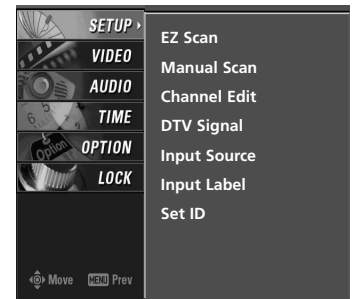 SETUP
VIDEO
AUDIO
TIME
OPTION
LOCK
Move MENU Prev
EZ Scan
Manual Scan
Channel Edit
DTV Signal
Input Source
Input Label
Set ID